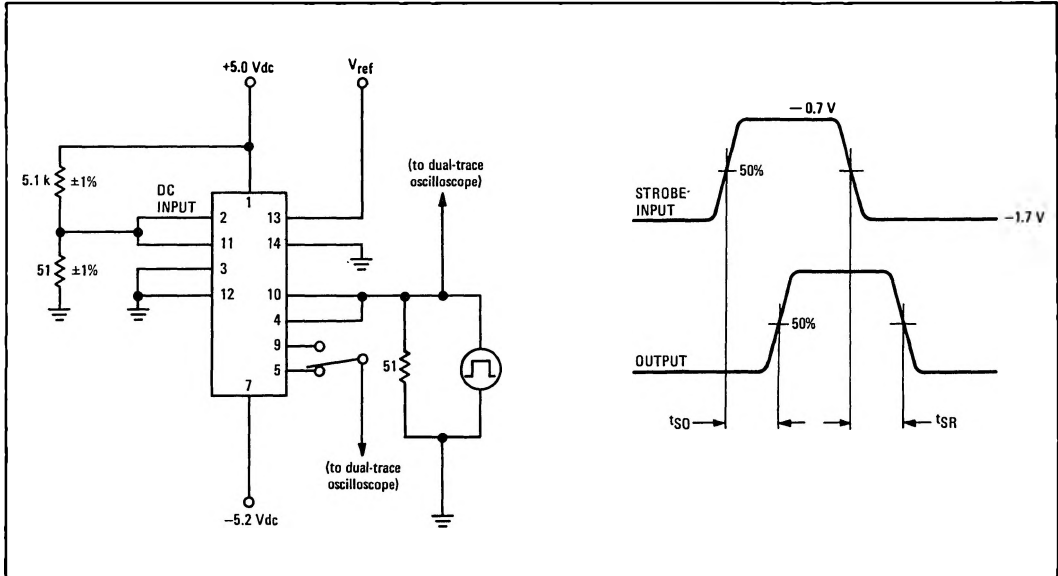 +5.0 Vdc
Vref
5.1 k ±1%
DC INPUT
51 ±1%
1
2
11
3
12
13
14
10
4
9
5
7
(to dual-trace
oscilloscope)
51
(to dual-trace
oscilloscope)
−5.2 Vdc
−0.7 V
50%
STROBE-
INPUT
−1.7 V
50%
OUTPUT
tSO
tSR